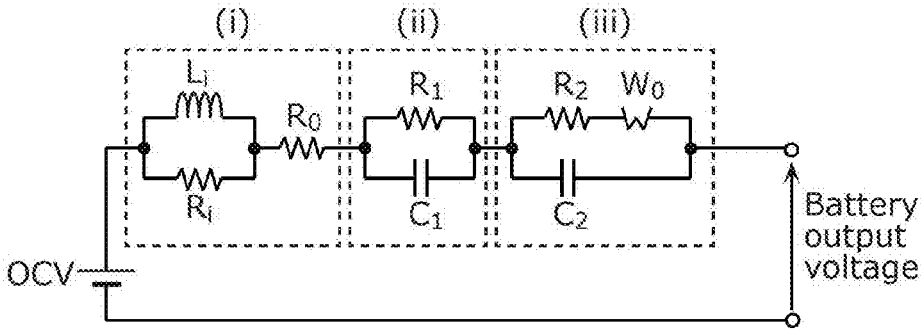 (i) (ii) (iii)
Li R1 R2 W0
R0
Ri C1 C2
OCV
Battery
output
voltage